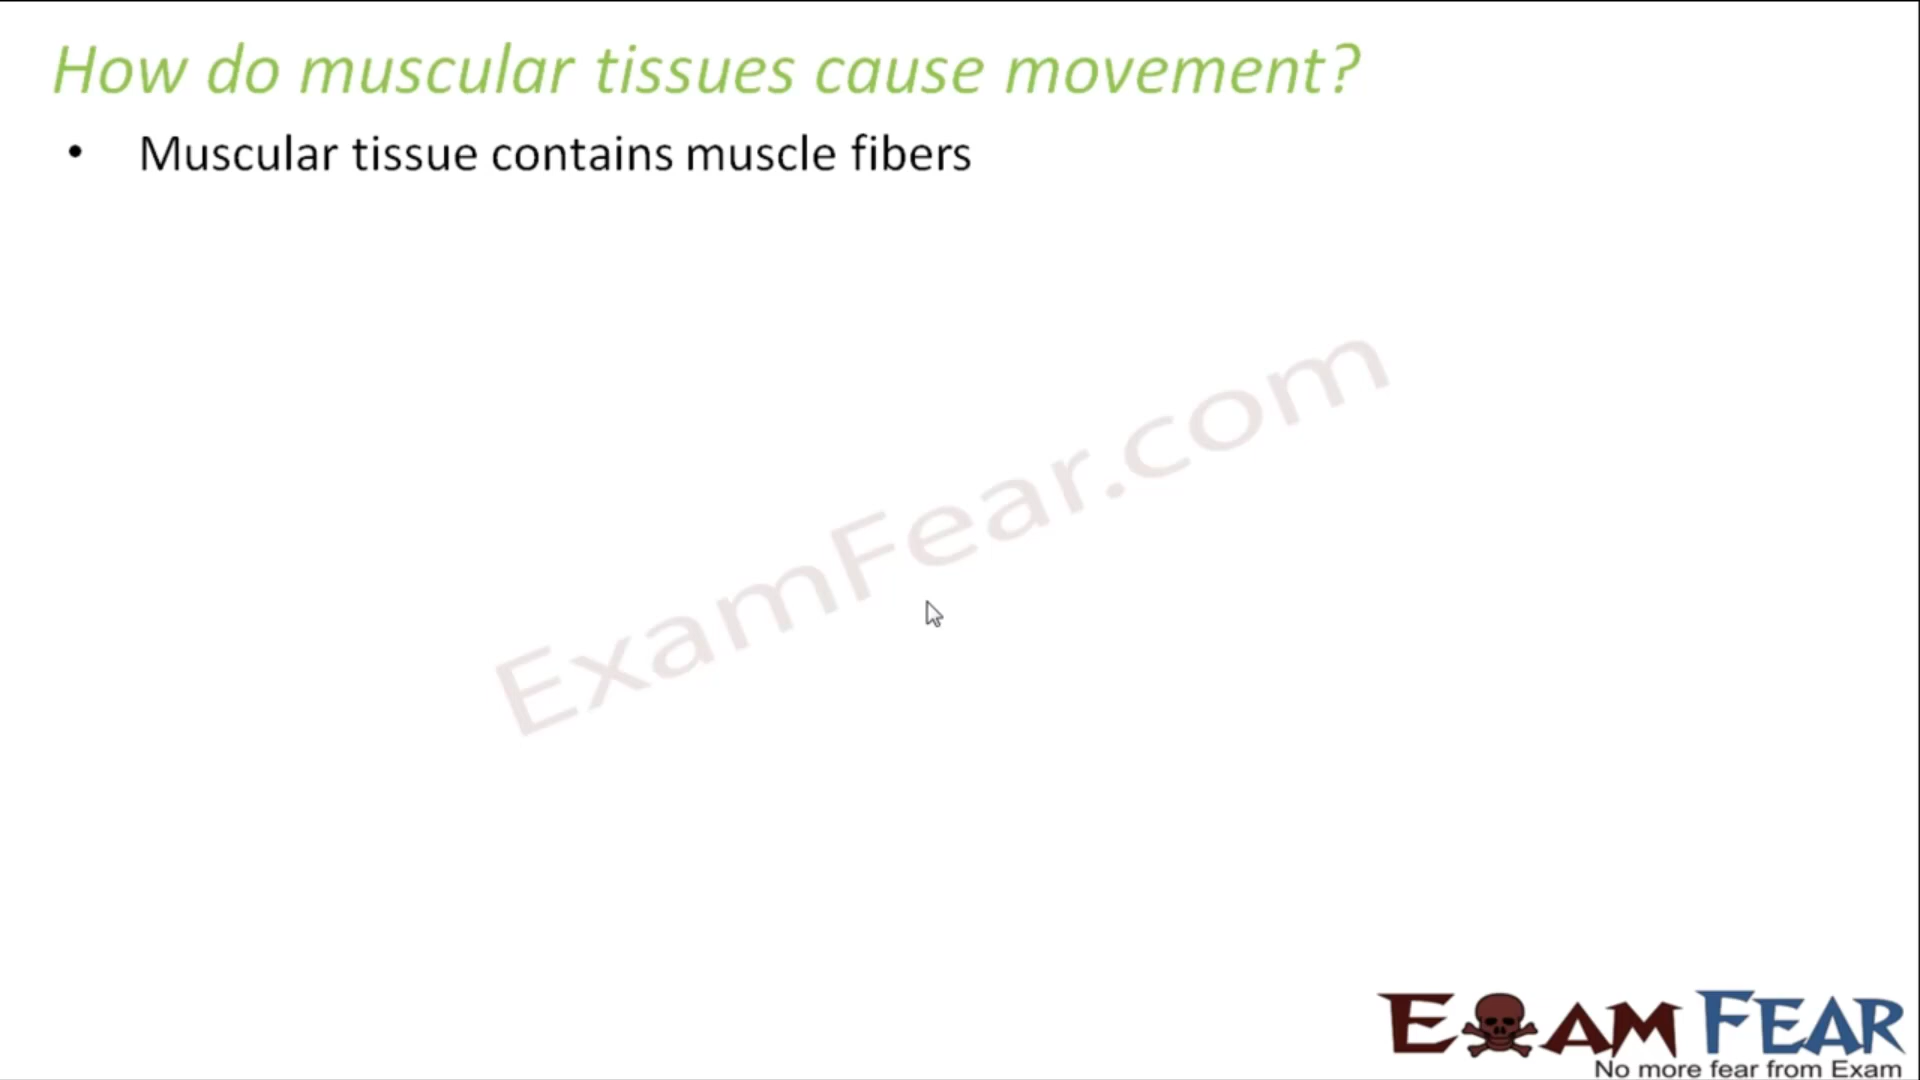 How do muscular tissues cause movement?
• Muscular tissue contains muscle fibers
ExamFear.com
EXAM FEAR
No more fear from Exam